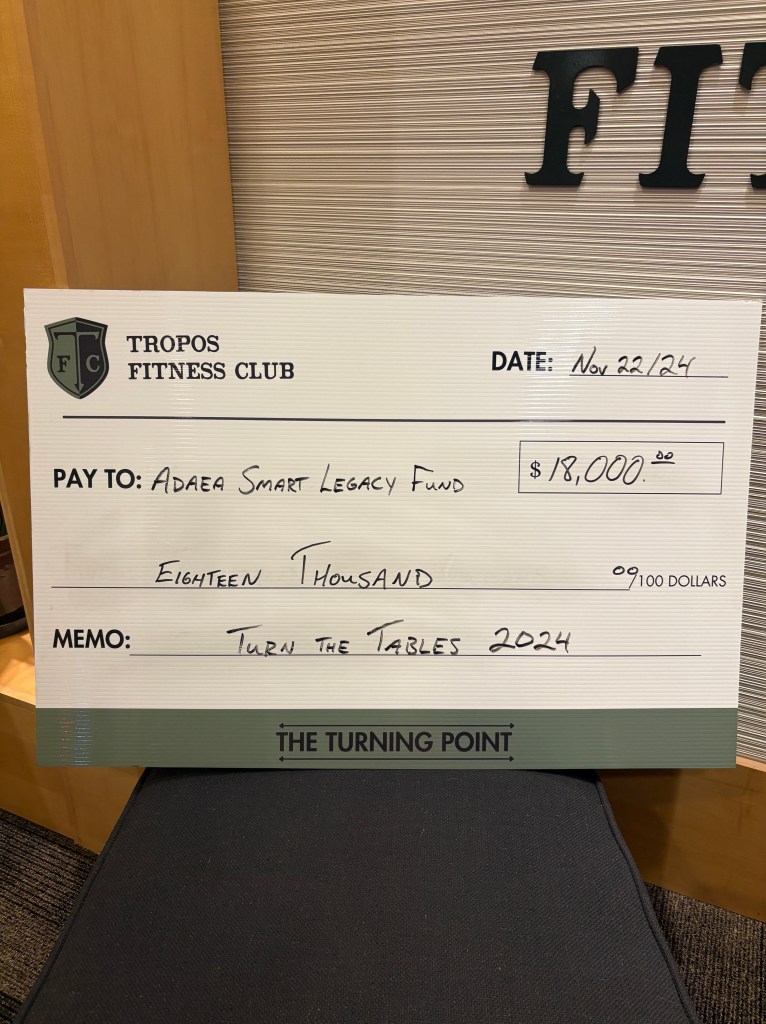 FIT
TROPOS
FITNESS CLUB
F C
DATE: Nov 22/24
PAY TO: ADAEA SMART LEGACY FUND
$ 18,000.00
EIGHTEEN THOUSAND 00/100 DOLLARS
MEMO: TURN THE TABLES 2024
THE TURNING POINT